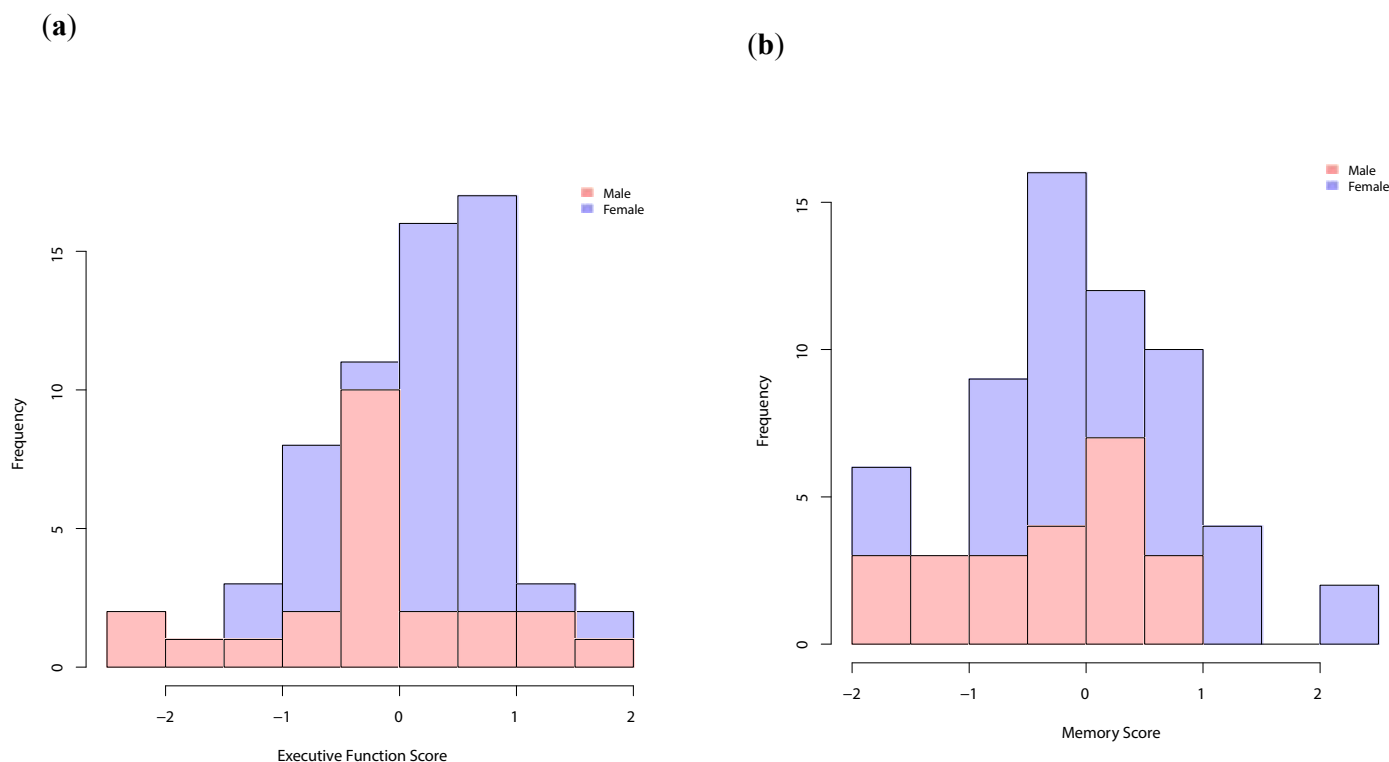 (a)
Male
Female
15
10
5
0
Frequency
−2 −1 0 1 2
Executive Function Score
(b)
Male
Female
15
10
5
0
Frequency
−2 −1 0 1 2
Memory Score